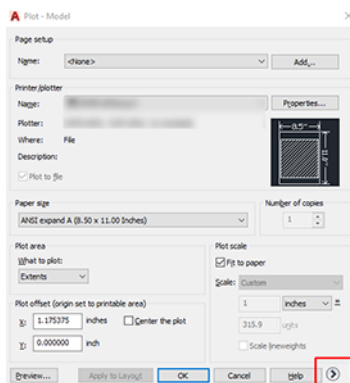 Plot - Model
Page setup
Name: <None> Add...
Printer/plotter
Name: Properties...
Plotter:
Where: File
Description:
Plot to file
8.5"
11.0"
Paper size
ANSI expand A (8.50 x 11.00 Inches)
Number of copies
1
Plot area
What to plot:
Extents
Plot scale
Fit to paper
Scale: Custom
1 inches =
315.9 units
Scale lineweights
Plot offset (origin set to printable area)
X: 1.175375 inches Center the plot
Y: 0.000000 inch
Preview... Apply to Layout OK Cancel Help